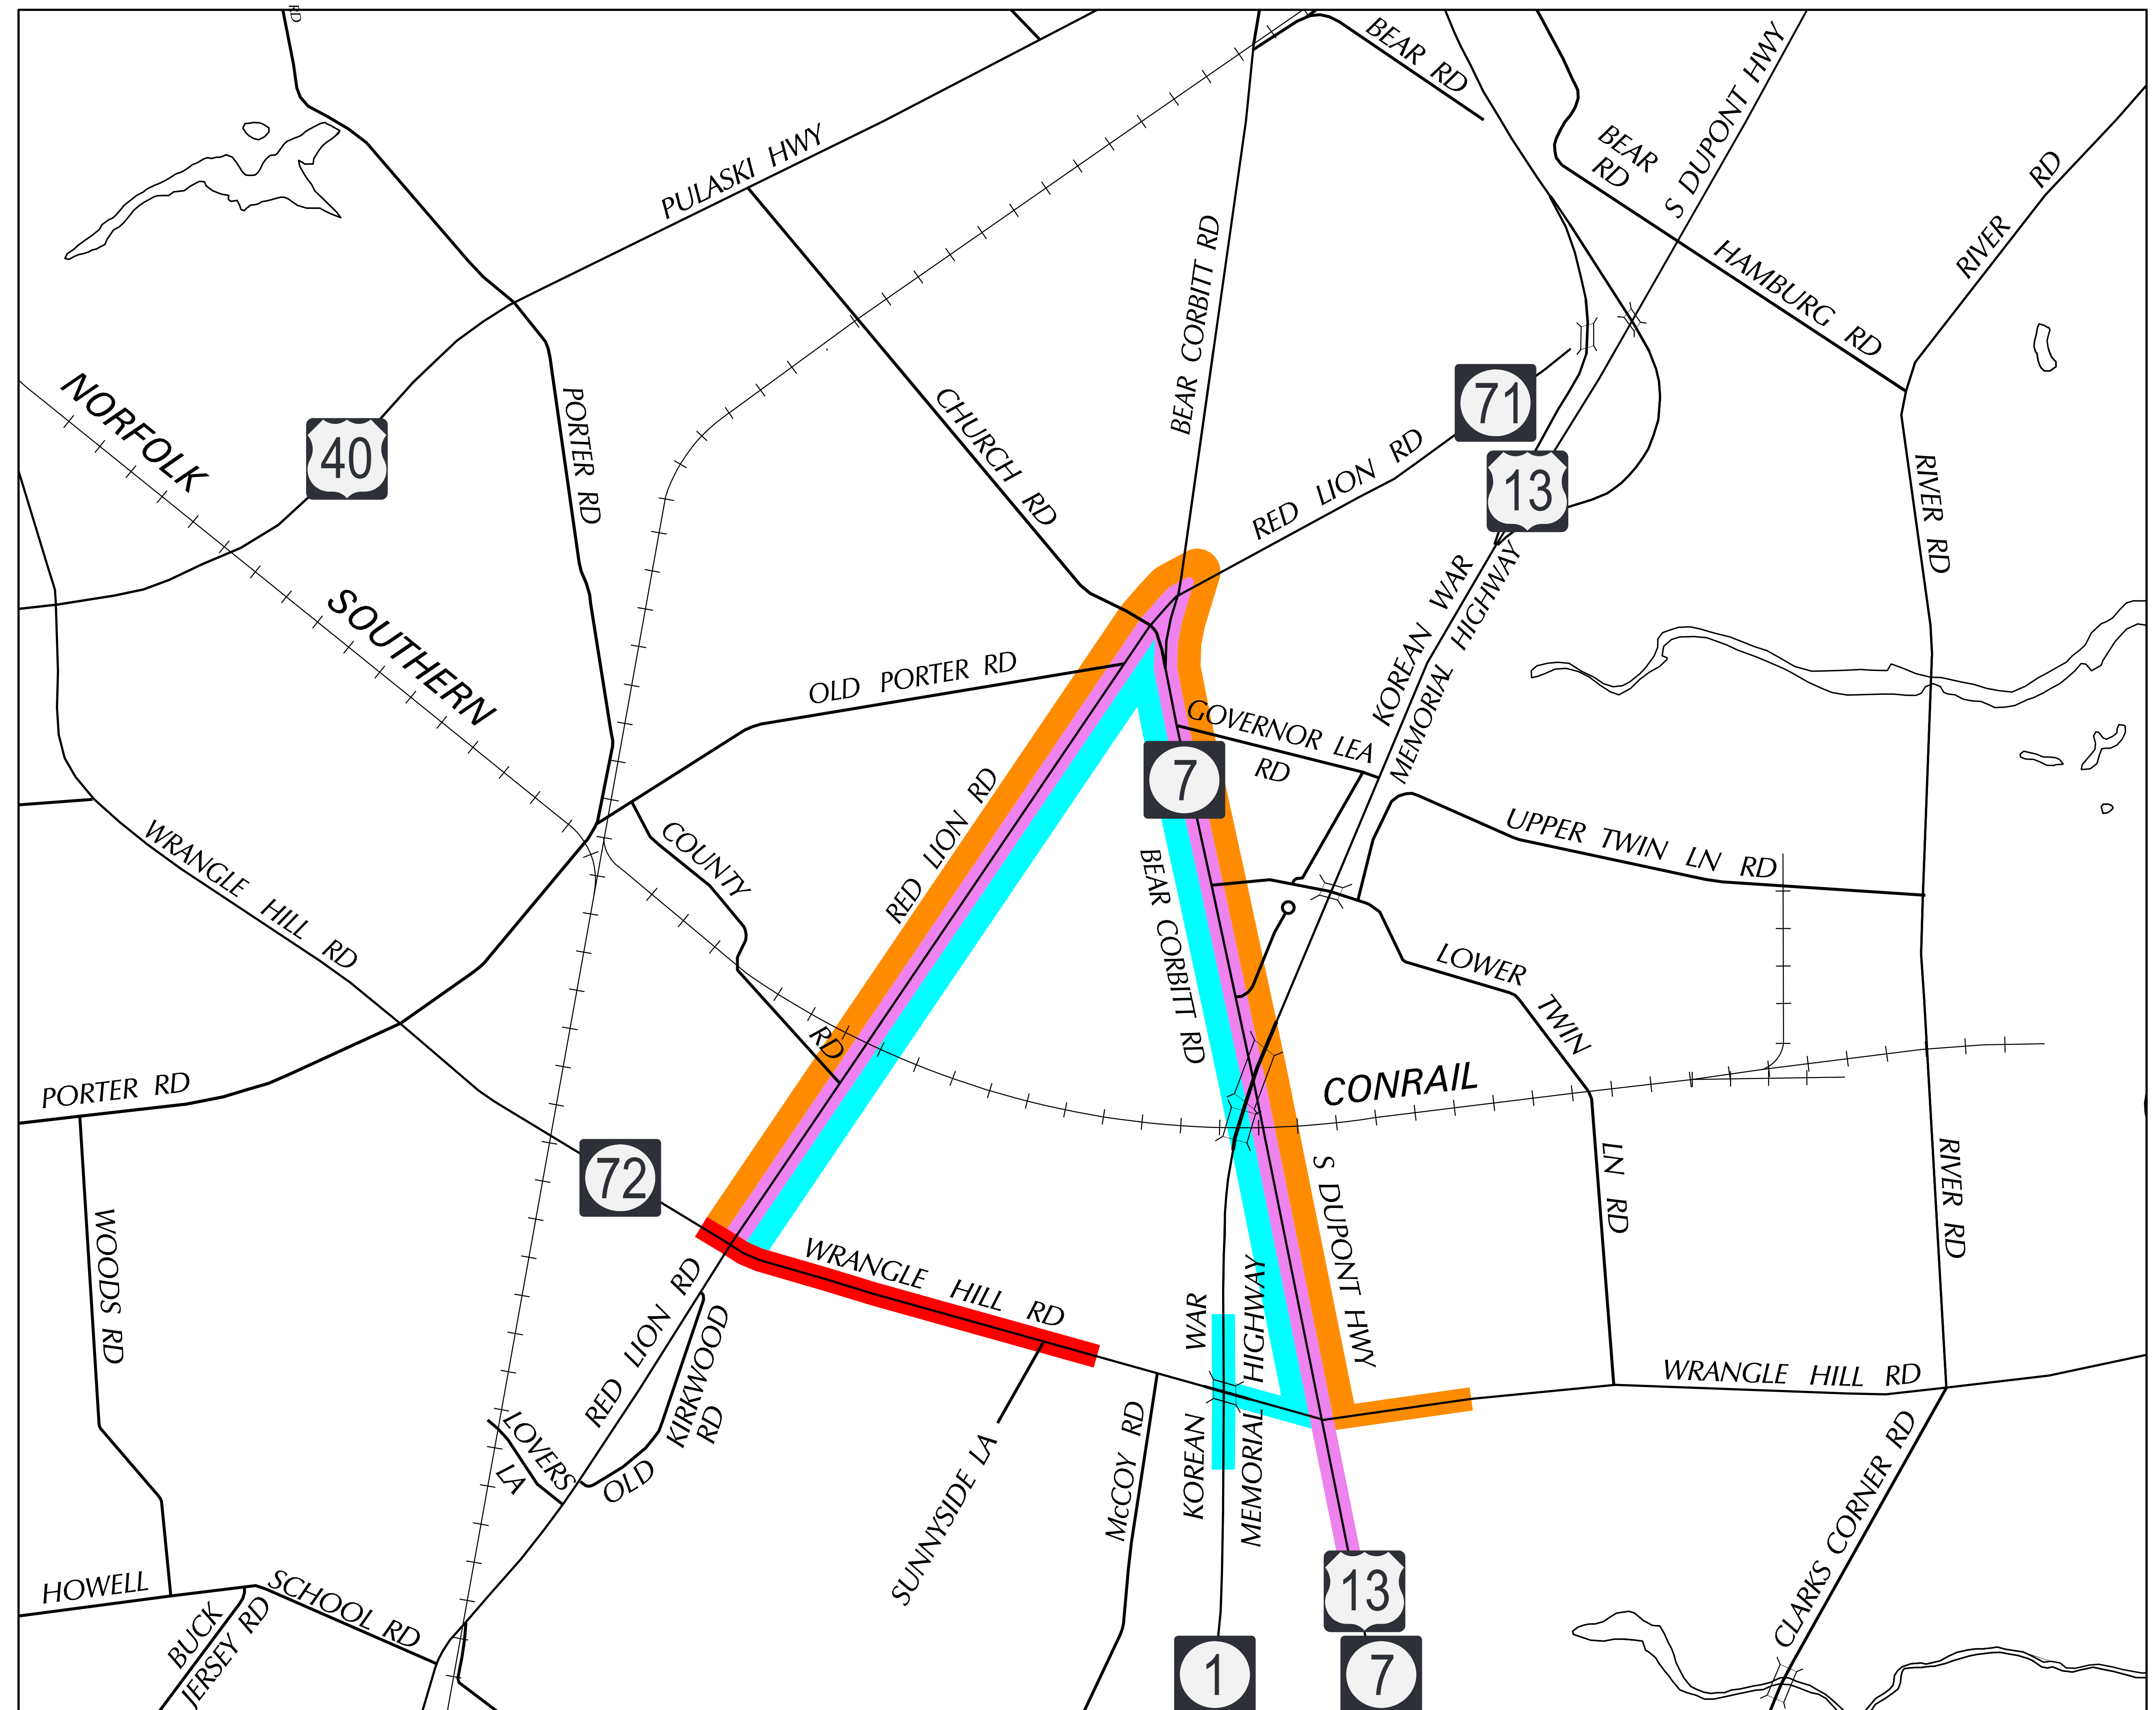 RD
BEAR RD
S DUPONT HWY
PULASKI HWY
BEAR
RD
RIVER RD
HAMBURG RD
BEAR CORBITT RD
NORFOLK
SOUTHERN
40
PORTER RD
CHURCH RD
71
RED LION RD
13
RIVER RD
KOREAN WAR
MEMORIAL HIGHWAY
OLD PORTER RD
GOVERNOR LEA
RD
7
WRANGLE HILL RD
COUNTY
RD
RED LION RD
BEAR CORBITT RD
UPPER TWIN LN RD
LOWER TWIN
LN RD
CONRAIL
PORTER RD
72
WOODS RD
WRANGLE HILL RD
S DUPONT HWY
RIVER RD
RED LION RD
KOREAN WAR
MEMORIAL HIGHWAY
WRANGLE HILL RD
OLD KIRKWOOD
RD
LOVERS
LA
SUNNYSIDE LA
McCOY RD
KOREAN
MEMORIAL
CLARKS CORNER RD
HOWELL
SCHOOL RD
BUCK
JERSEY RD
13
1
7